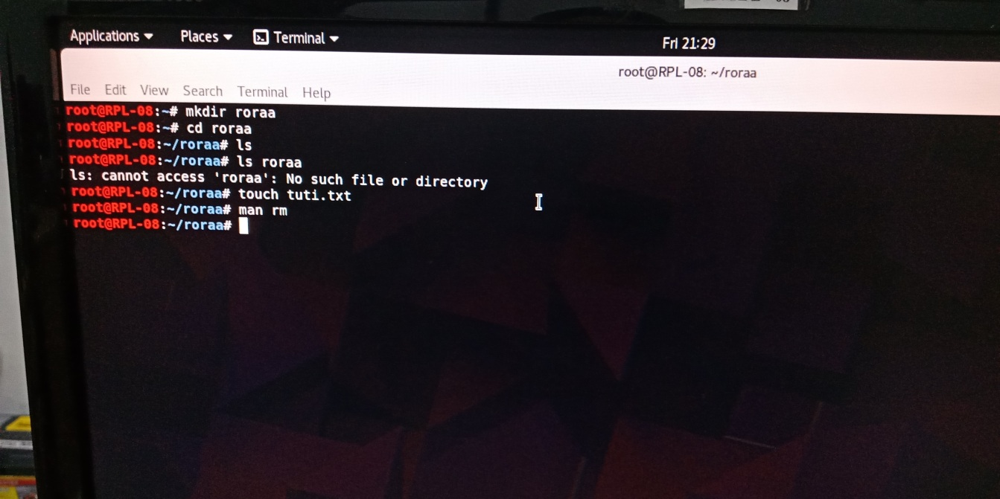 Applications Places Terminal Fri 21:29
root@RPL-08: ~/roraa
File Edit View Search Terminal Help
root@RPL-08:~# mkdir roraa
root@RPL-08:~# cd roraa
root@RPL-08:~/roraa# ls
root@RPL-08:~/roraa# ls roraa
ls: cannot access 'roraa': No such file or directory
root@RPL-08:~/roraa# touch tuti.txt
root@RPL-08:~/roraa# man rm
root@RPL-08:~/roraa#